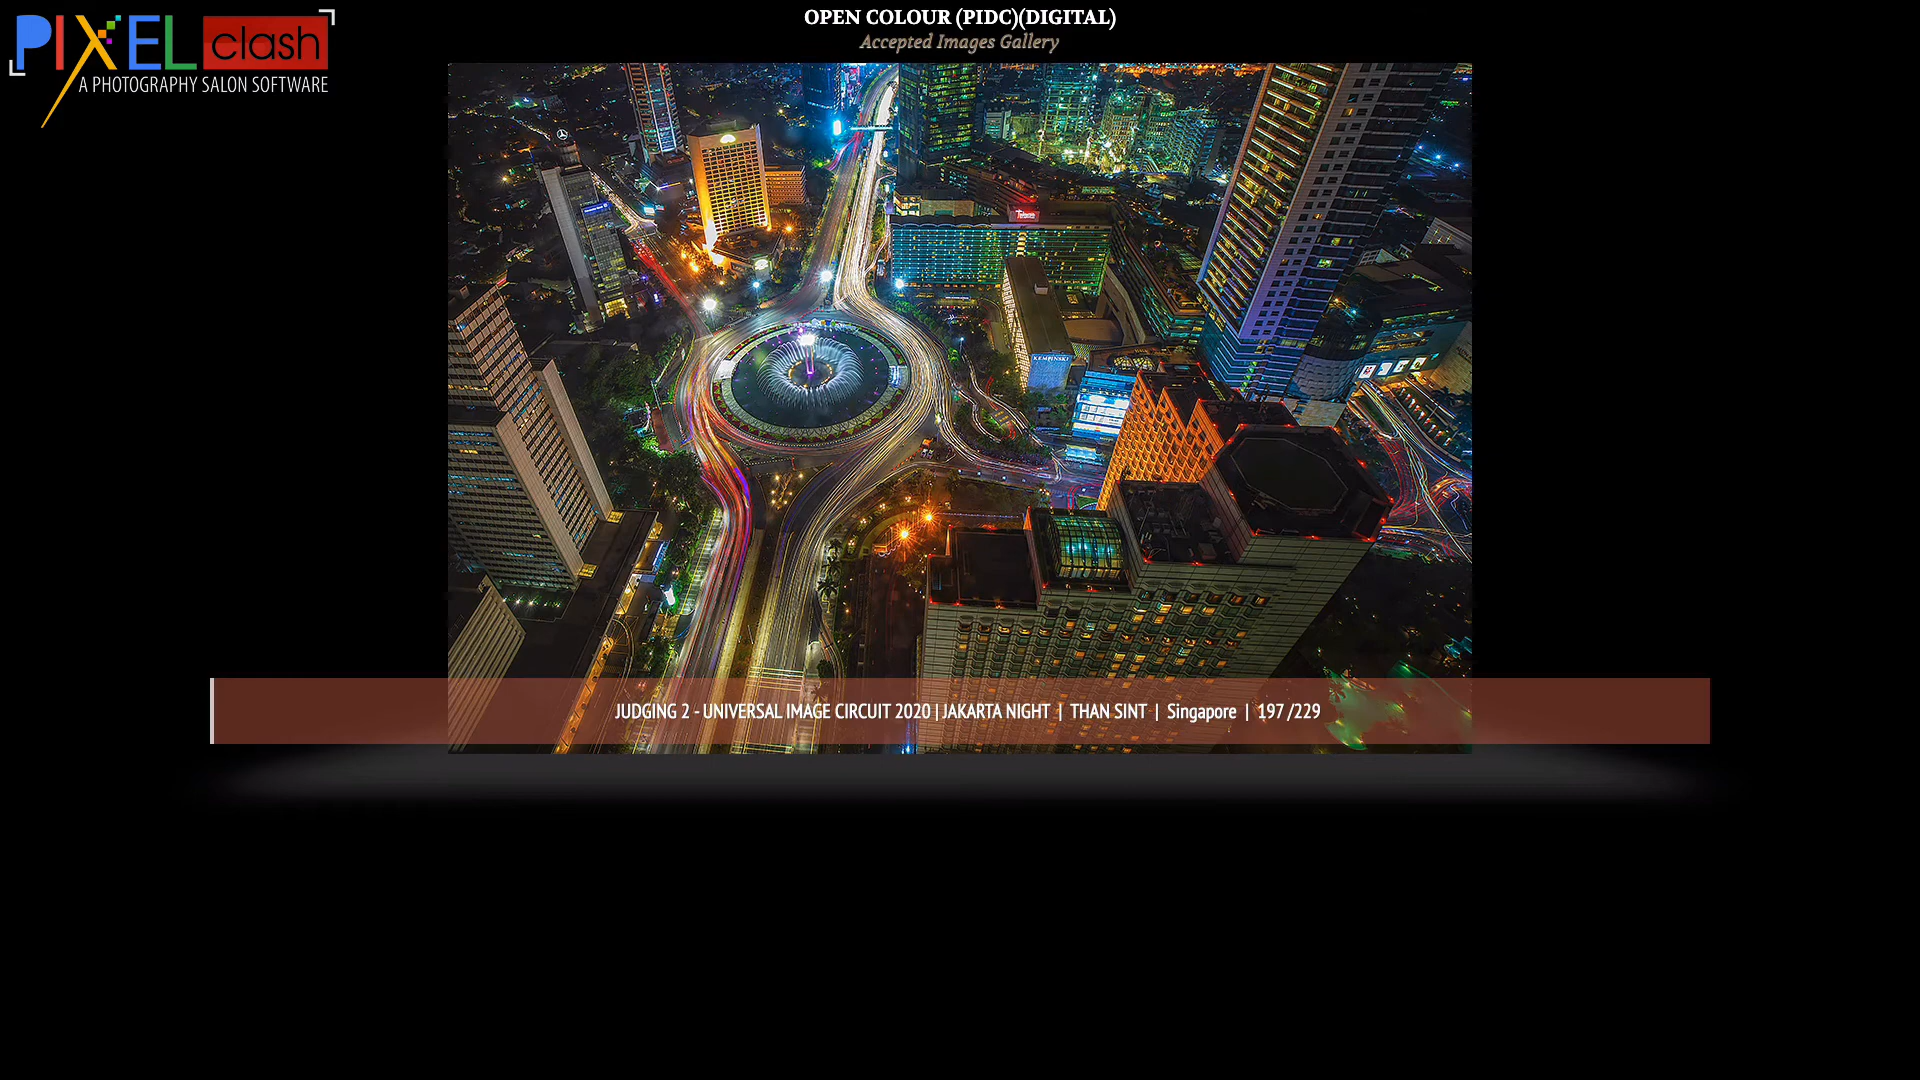 PIXEL clash
A PHOTOGRAPHY SALON SOFTWARE
OPEN COLOUR (PIDC)(DIGITAL)
Accepted Images Gallery
KEMPINSKI
JUDGING 2 - UNIVERSAL IMAGE CIRCUIT 2020 | JAKARTA NIGHT | THAN SINT | Singapore | 197 /229